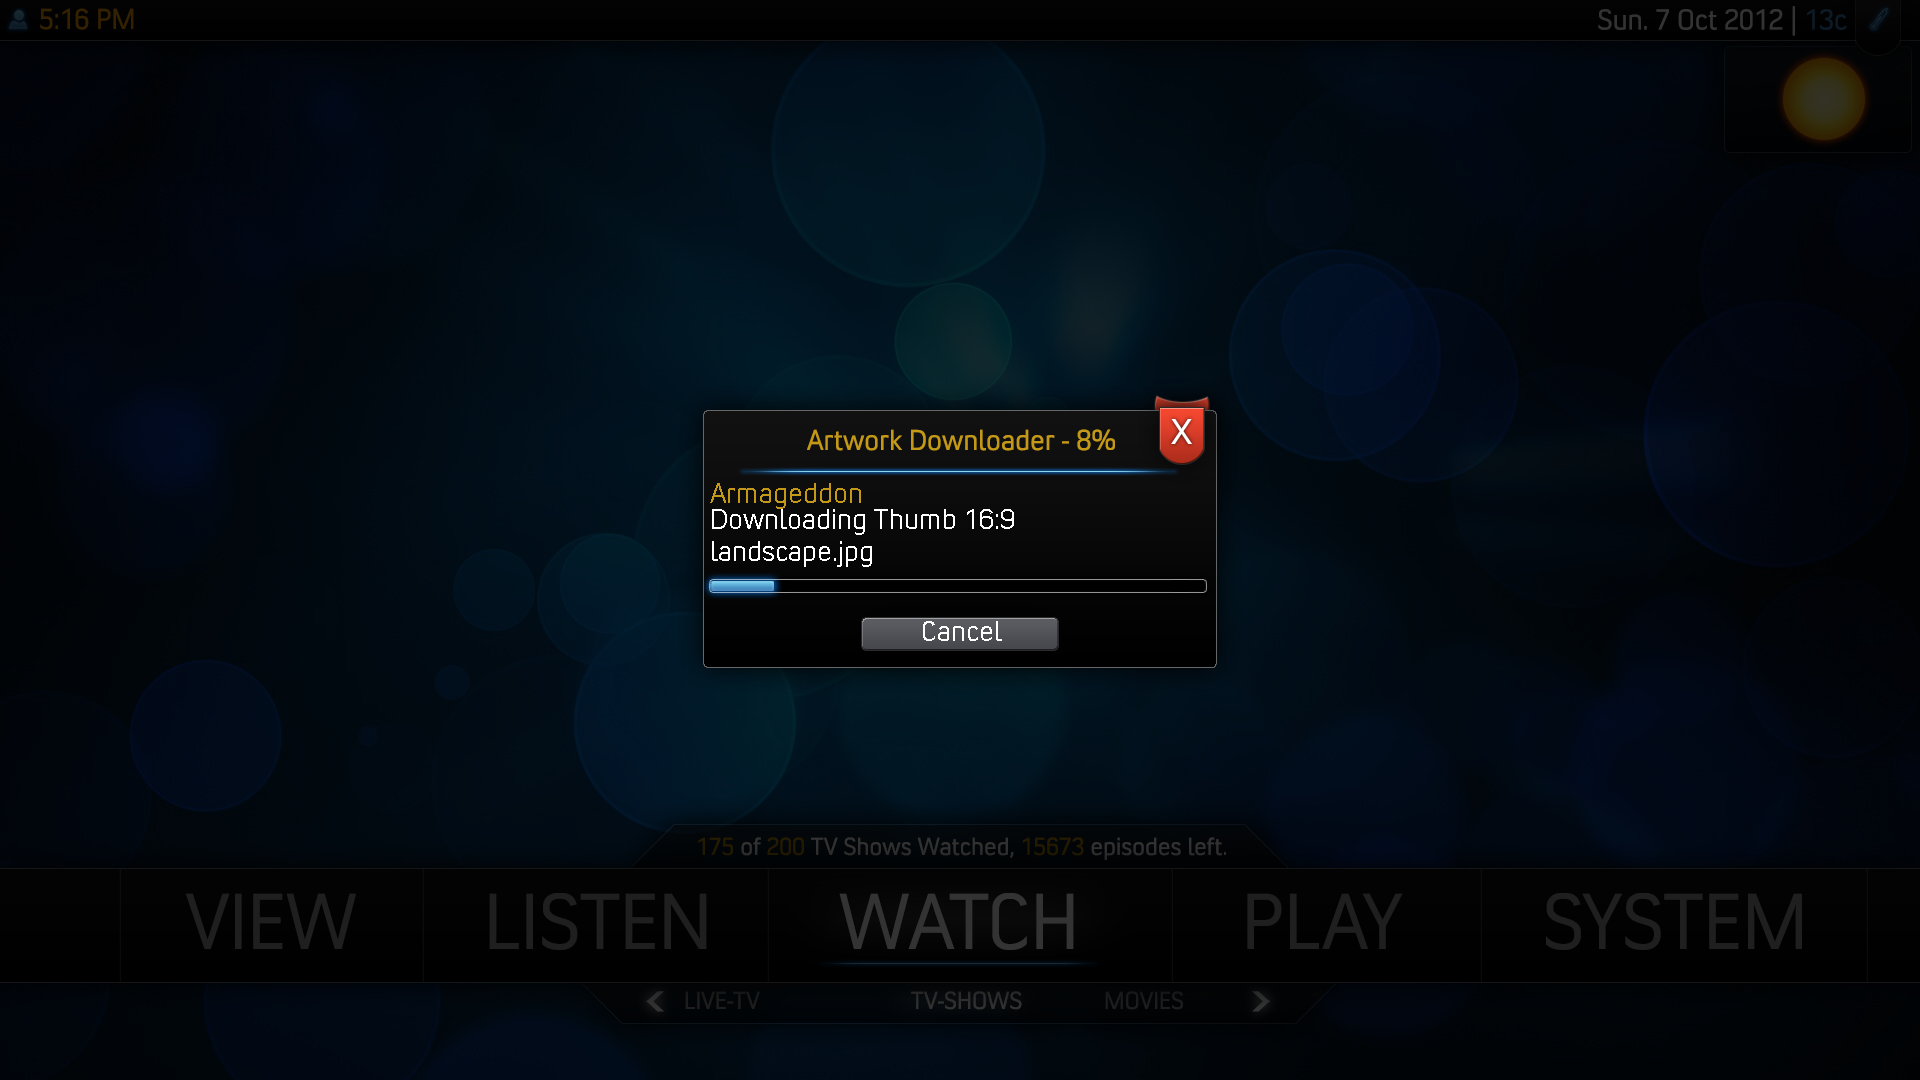 5:16 PM
Sun. 7 Oct 2012 | 13c
Artwork Downloader - 8%
X
Armageddon
Downloading Thumb 16:9
landscape.jpg
Cancel
175 of 200 TV Shows Watched, 15673 episodes left.
VIEW LISTEN WATCH PLAY SYSTEM
LIVE-TV TV-SHOWS MOVIES